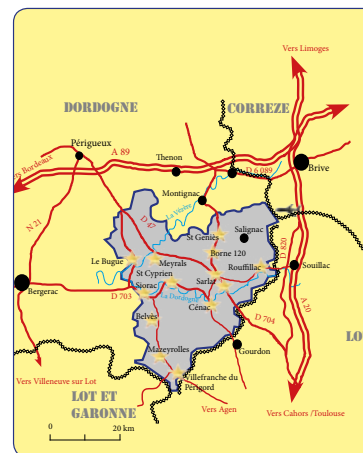 Vers Limoges
DORDOGNE
CORREZE
Périgueux
A 89
Vers Bordeaux
Thenon
D 6 089
Brive
Montignac
La Vézère
N 21
D 47
St Geniès
Salignac
D 820
Borne 120
Le Bugue
Meyrals
Rouffillac
Souillac
St Cyprien
Sarlat
Siorac
Bergerac
D 703
La Dordogne
A 20
Belvès
Cénac
D 704
Gourdon
LO
Mazeyrolles
Vers Villeneuve sur Lot
Villefranche du
Périgord
LOT ET
GARONNE
Vers Agen
Vers Cahors /Toulouse
0
20 km